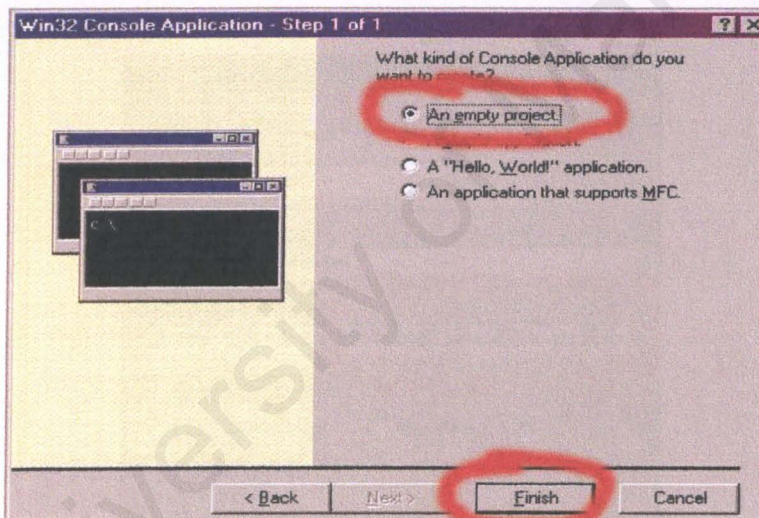 Win32 Console Application - Step 1 of 1
What kind of Console Application do you
want to
An empty project.
A "Hello, World!" application.
An application that supports MFC.
C:\
< Back
Next >
Finish
Cancel